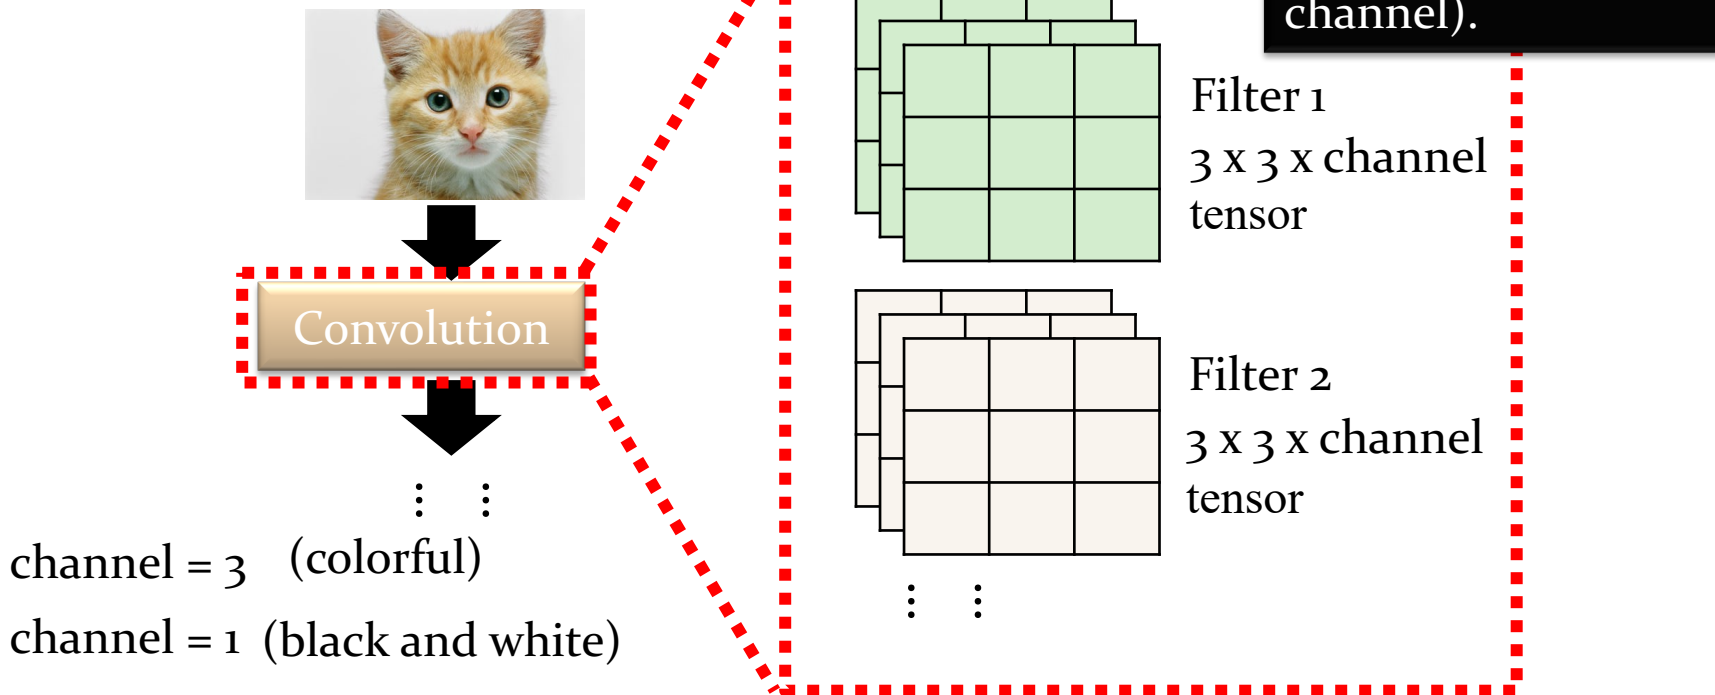 channel).
Filter 1
3 x 3 x channel
tensor
Convolution
Filter 2
3 x 3 x channel
tensor
channel = 3 (colorful)
channel = 1 (black and white)